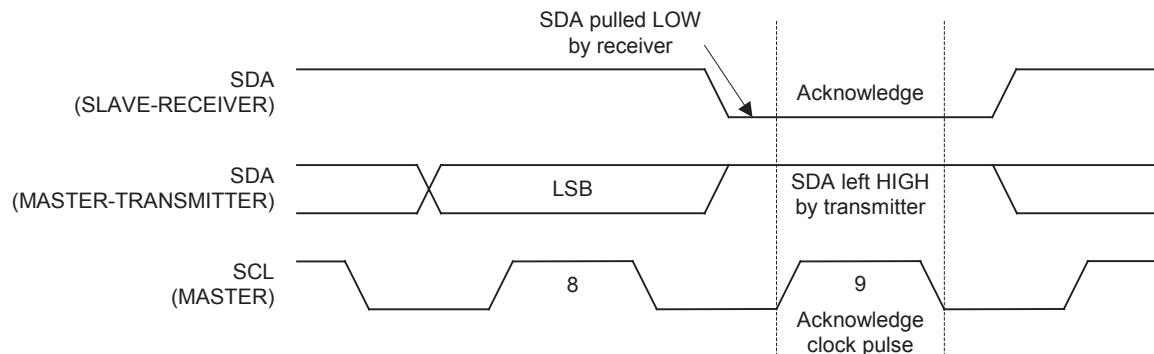 SDA pulled LOW
by receiver
SDA
(SLAVE-RECEIVER)
Acknowledge
SDA
(MASTER-TRANSMITTER)
LSB
SDA left HIGH
by transmitter
SCL
(MASTER)
8
9
Acknowledge
clock pulse